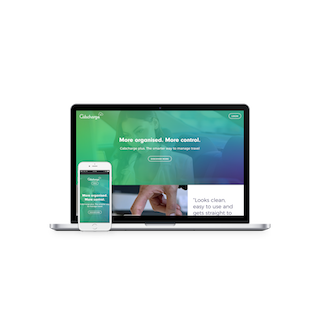 Cabcharge
More organised. More control.
Cabcharge plus. The smarter way to manage travel
"Looks clean,
easy to use and
gets straight to
Cabcharge
More organised.
More control.